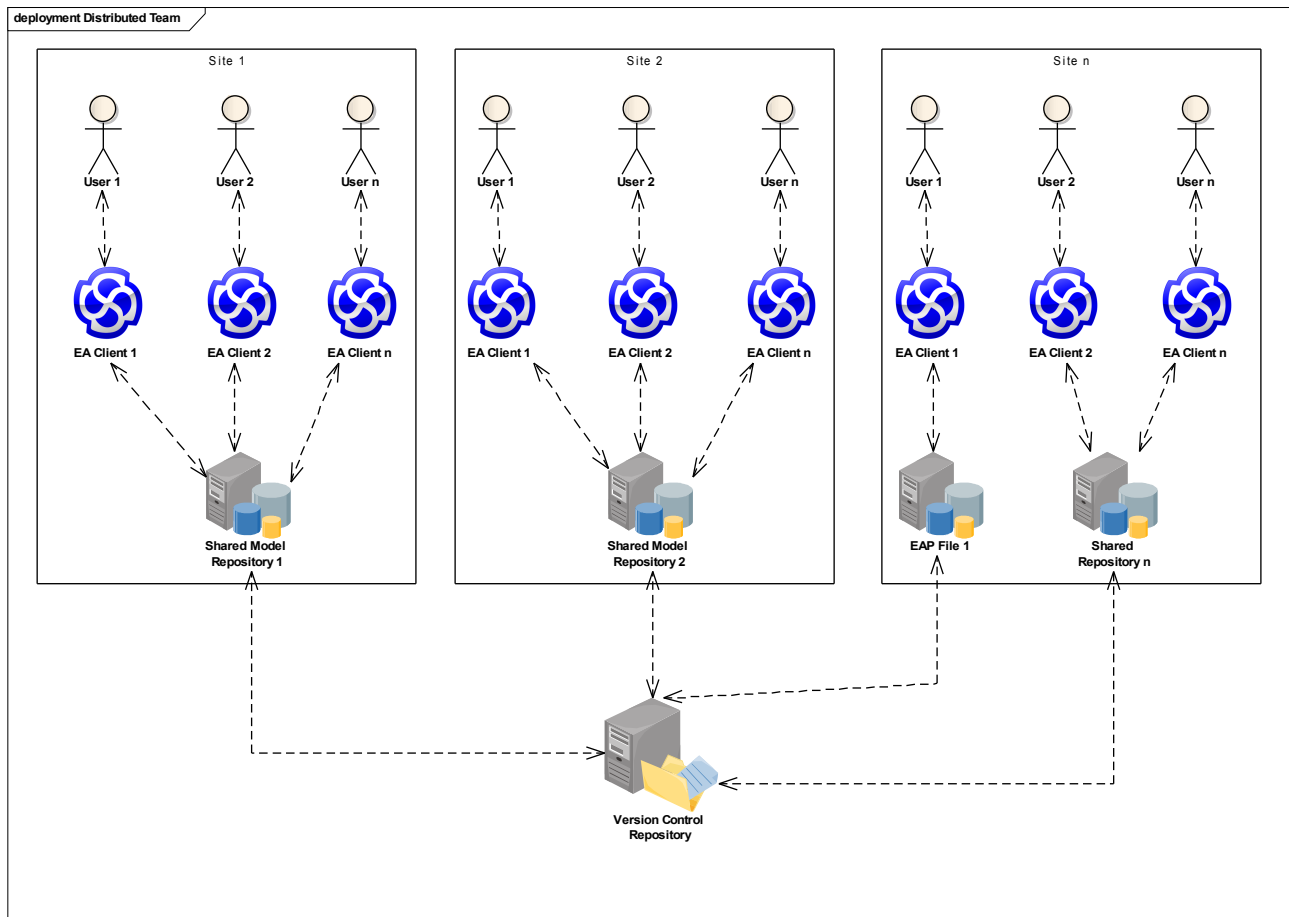 deployment Distributed Team
Site 1
Site 2
Site n
User 1
User 2
User n
User 1
User 2
User n
User 1
User 2
User n
EA Client 1
EA Client 2
EA Client n
EA Client 1
EA Client 2
EA Client n
EA Client 1
EA Client 2
EA Client n
Shared Model
Repository 1
Shared Model
Repository 2
EAP File 1
Shared
Repository n
Version Control
Repository